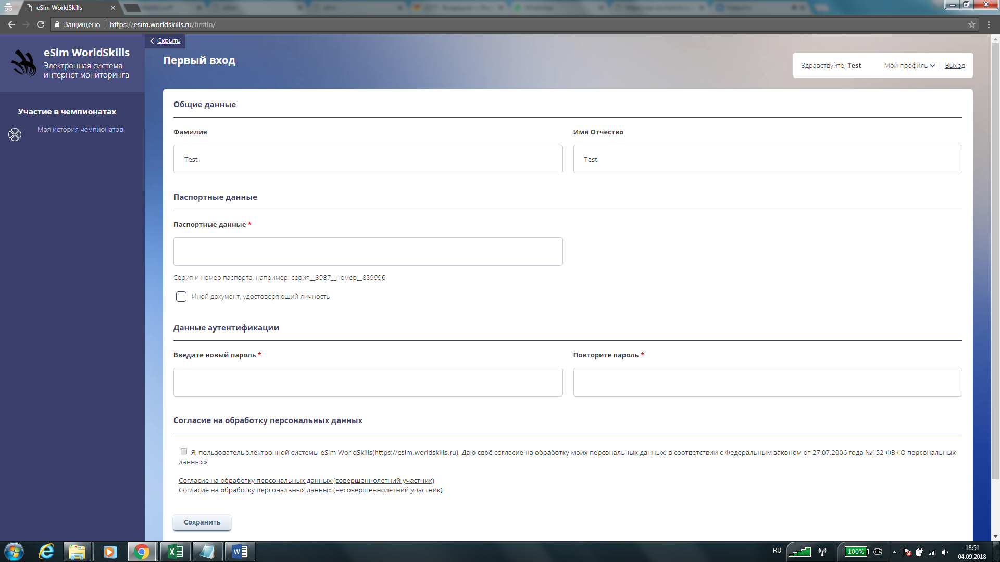 eSim WorldSkills
Защищено
https://esim.worldskills.ru/firstIn/
eSim WorldSkills
Электронная система
интернет мониторинга
Участие в чемпионатах
Моя история чемпионатов
Скрыть
Первый вход
Здравствуйте, Test
Мой профиль | Выход
Общие данные
Фамилия
Имя Отчество
Test
Test
Паспортные данные
Паспортные данные *
Серия и номер паспорта, например: серия__3987__номер__889996
Иной документ, удостоверяющий личность
Данные аутентификации
Введите новый пароль *
Повторите пароль *
Согласие на обработку персональных данных
Я, пользователь электронной системы eSim WorldSkills(https://esim.worldskills.ru), Даю своё согласие на обработку моих персональных данных, в соответствии с Федеральным законом от 27.07.2006 года №152-ФЗ «О персональных
данных»
Согласие на обработку персональных данных (совершеннолетний участник)
Согласие на обработку персональных данных (несовершеннолетний участник)
Сохранить
RU
100%
18:51
04.09.2018